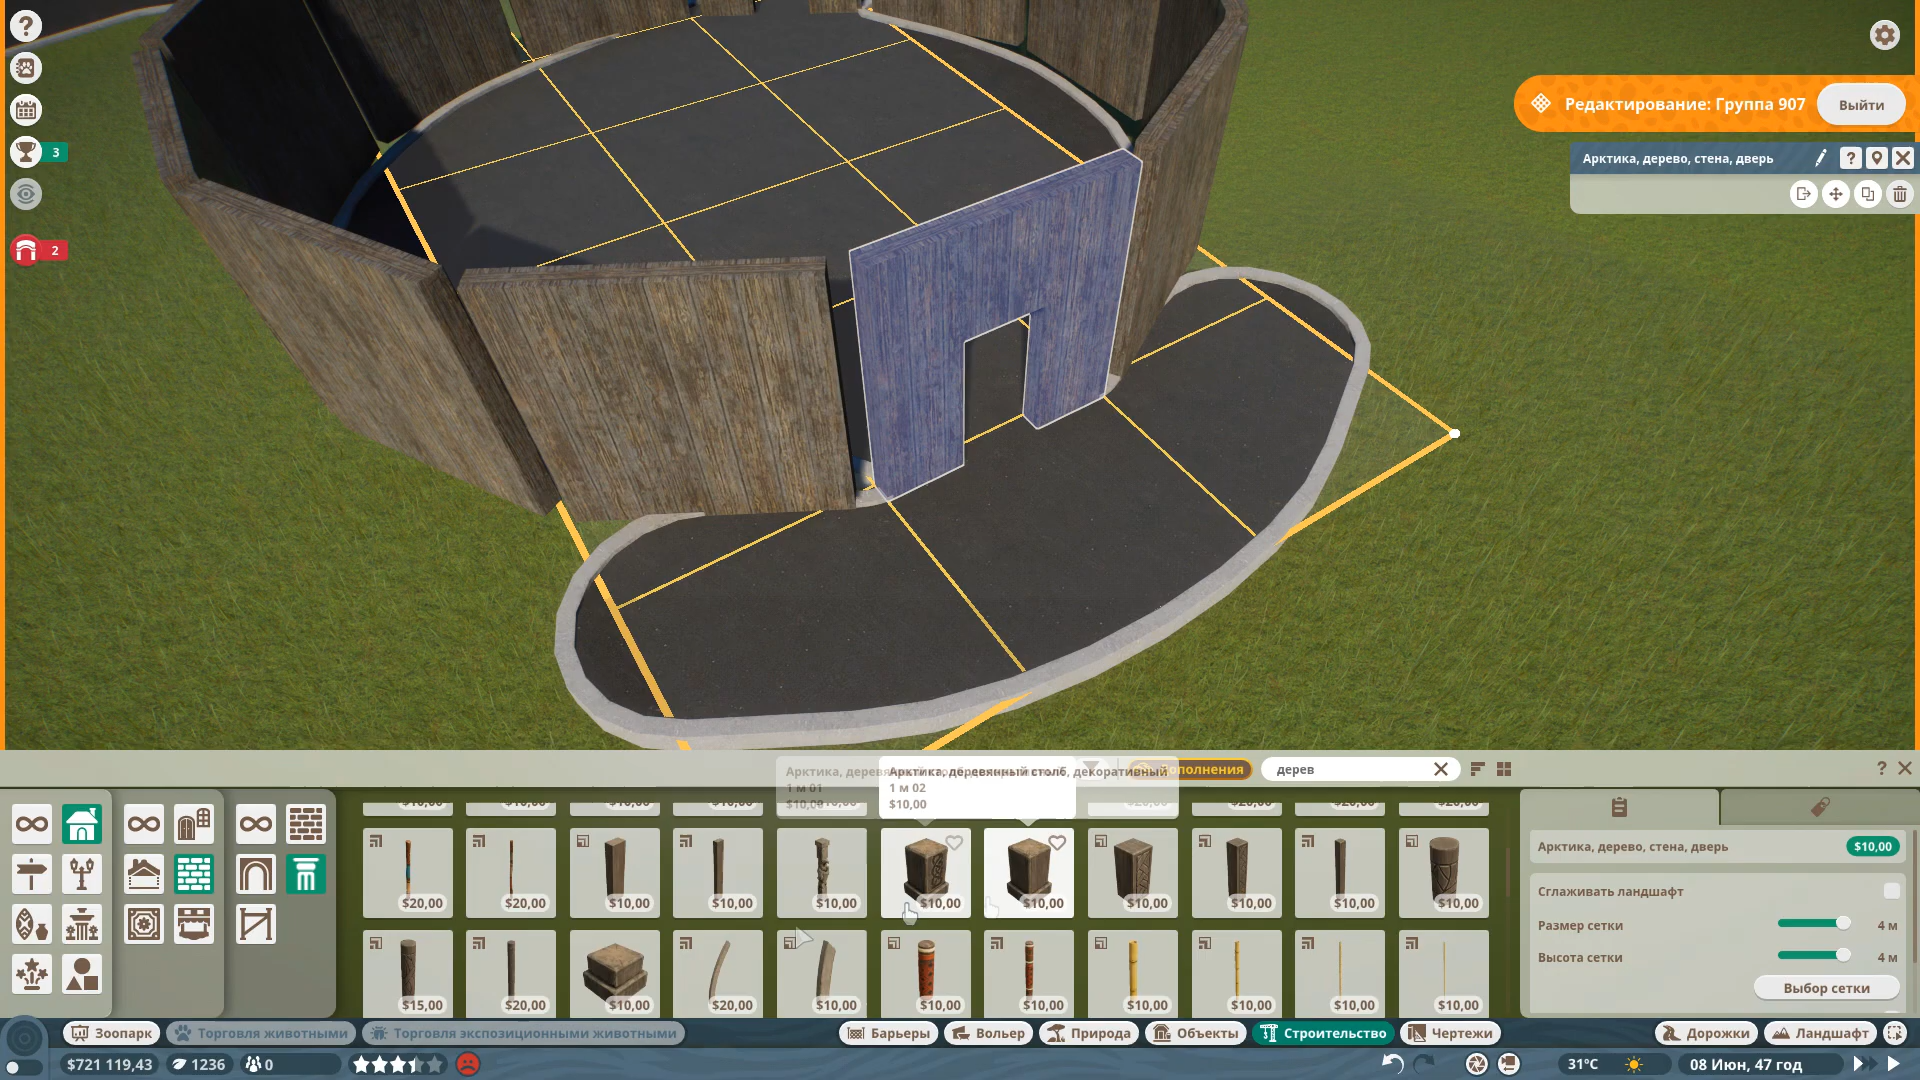 ?
3
2
Редактирование: Группа 907
Выйти
Арктика, дерево, стена, дверь
?
Арктика, деревянный столб, декоративный
1 м 01
1 м 02
$10,00
$10,00
дерев
?
$20,00
$20,00
$10,00
$10,00
$10,00
$10,00
$10,00
$10,00
$10,00
$10,00
$10,00
$15,00
$20,00
$10,00
$20,00
$10,00
$10,00
$10,00
$10,00
$10,00
$10,00
$10,00
Арктика, дерево, стена, дверь
$10,00
Сглаживать ландшафт
Размер сетки
4 м
Высота сетки
4 м
Выбор сетки
Зоопарк
Торговля животными
Торговля экспозиционными животными
Барьеры
Вольер
Природа
Объекты
Строительство
Чертежи
Дорожки
Ландшафт
$721 119,43
1236
0
31°C
08 Июн, 47 год